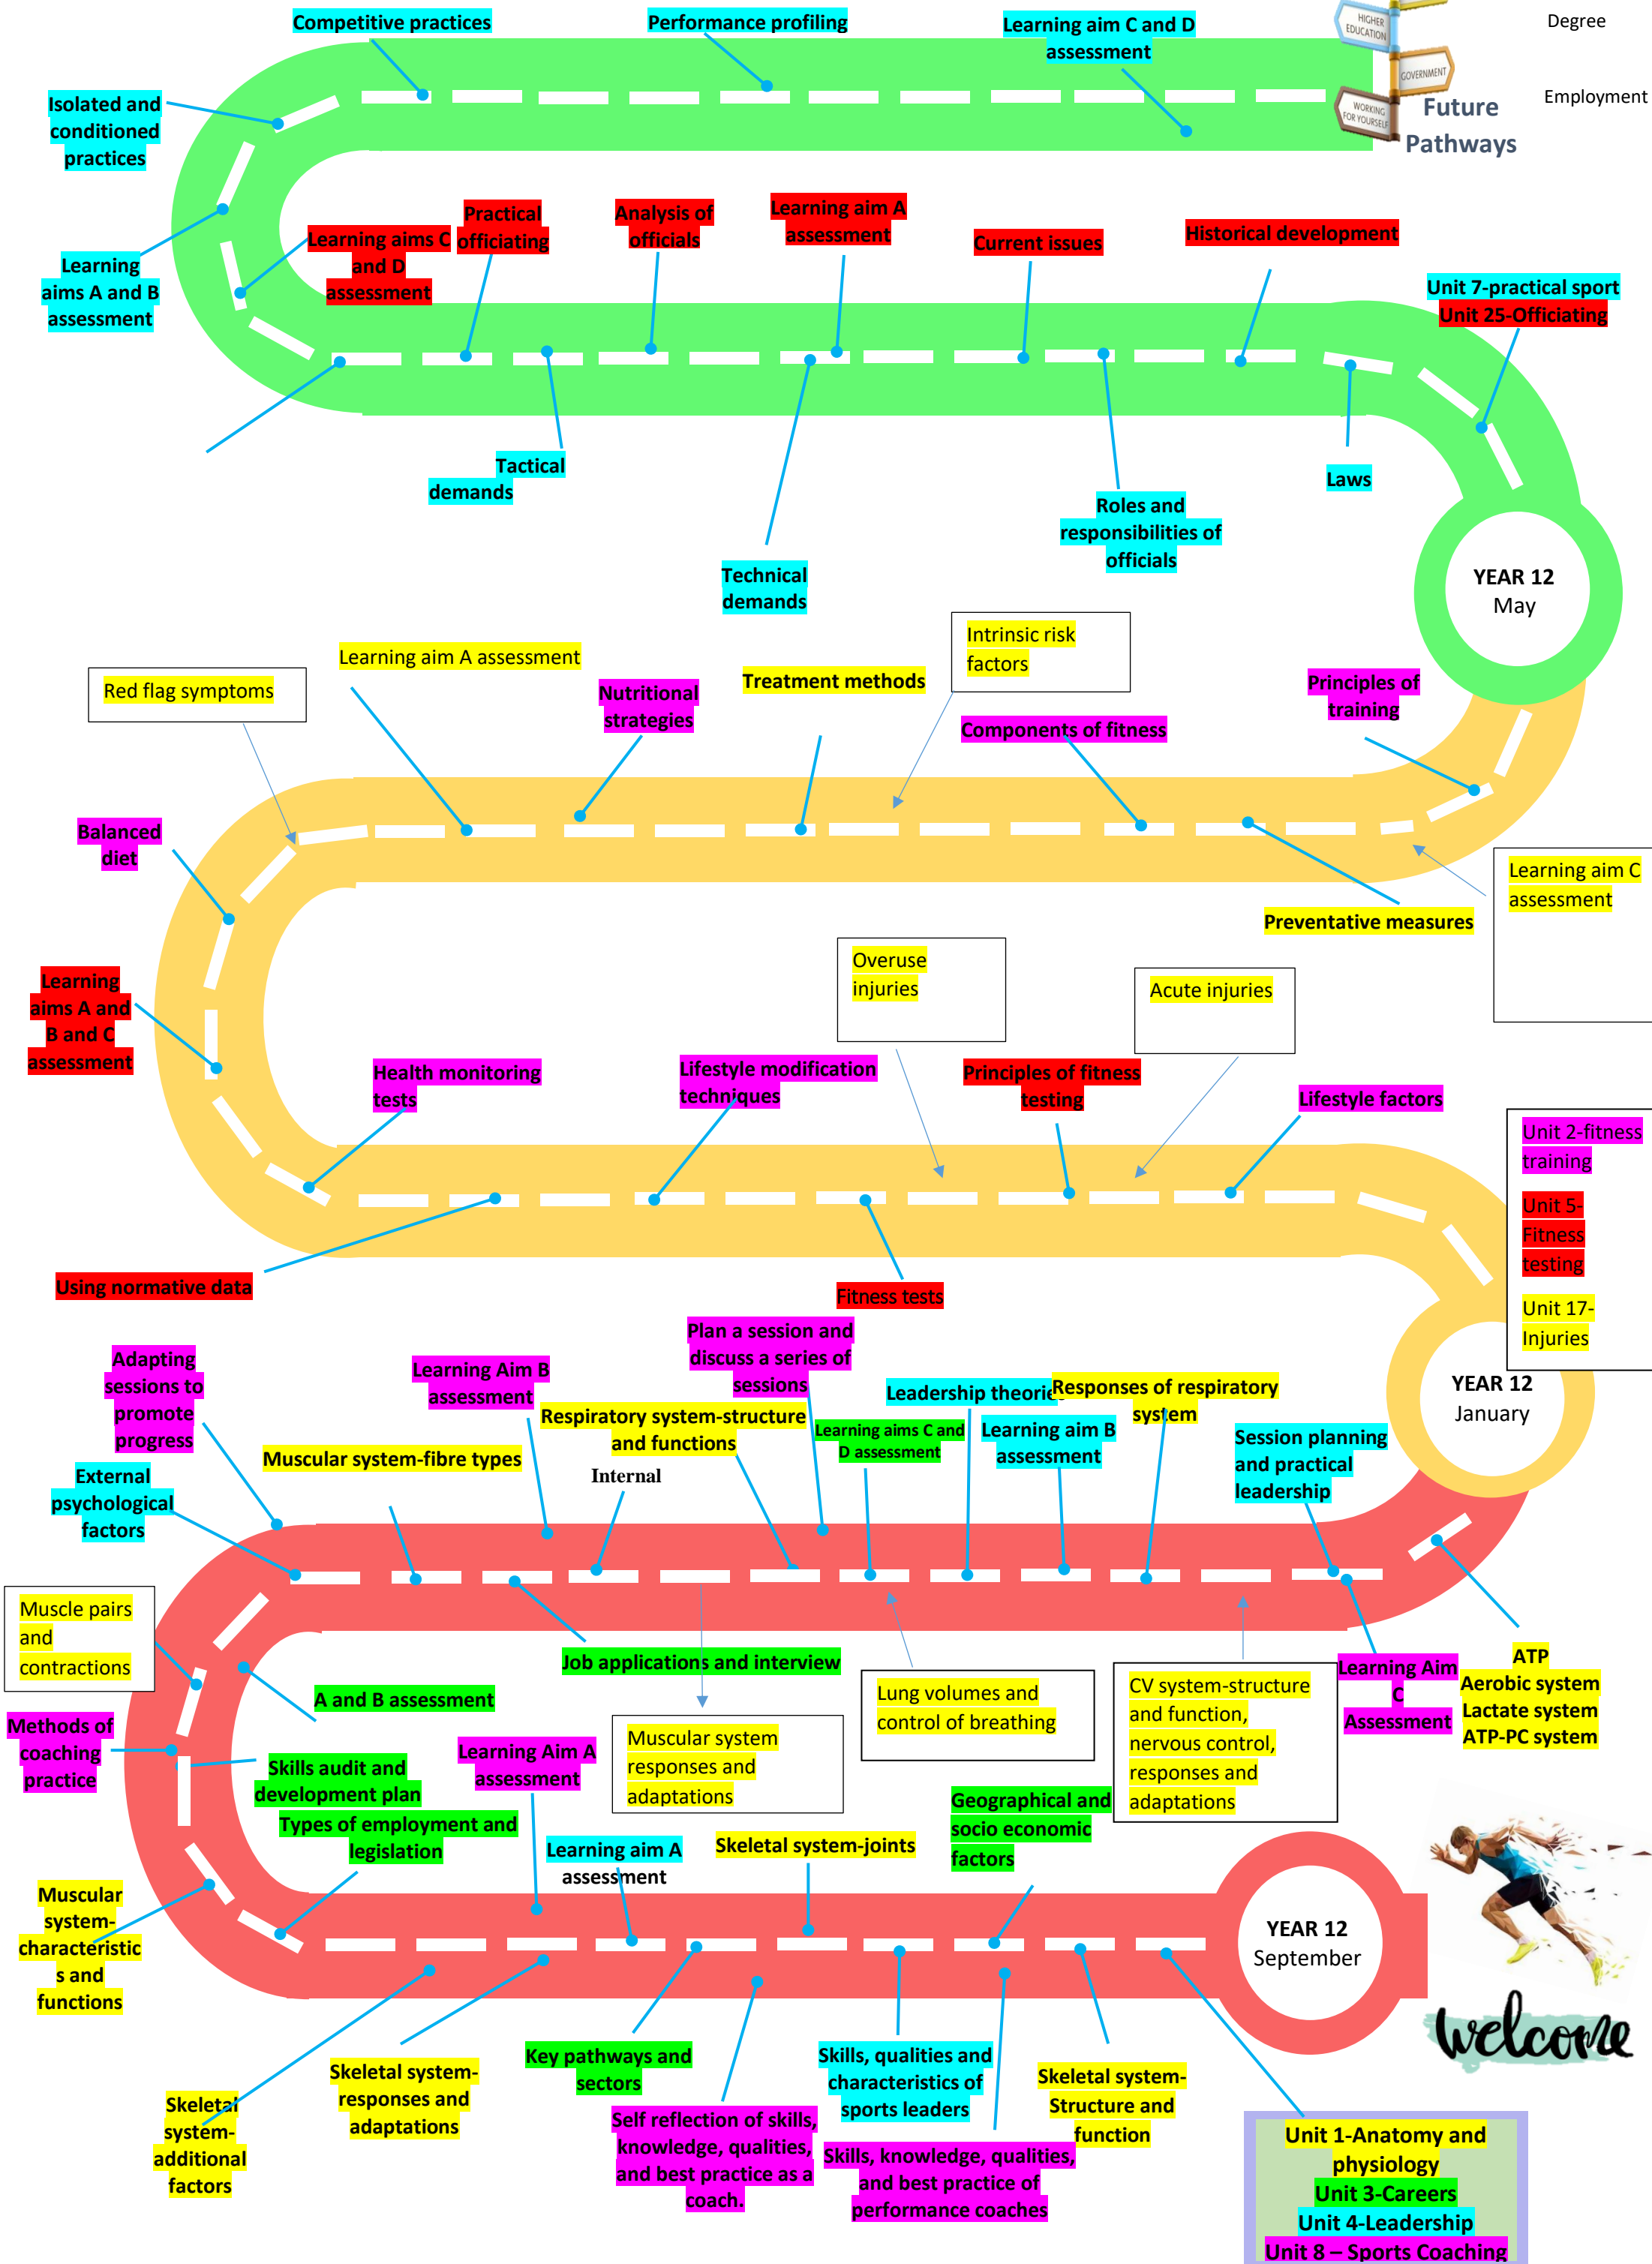 Competitive practices
Performance profiling
Learning aim C and D
assessment
HIGHER
EDUCATION
Degree
GOVERNMENT
WORKING
FOR YOURSELF
Future
Pathways
Employment
Isolated and
conditioned
practices
Learning
aims A and B
assessment
Learning aims C
and D
assessment
Practical
officiating
Analysis of
officials
Learning aim A
assessment
Current issues
Historical development
Unit 7-practical sport
Unit 25-Officiating
Tactical
demands
Technical
demands
Roles and
responsibilities of
officials
Laws
YEAR 12
May
Red flag symptoms
Learning aim A assessment
Nutritional
strategies
Treatment methods
Intrinsic risk
factors
Components of fitness
Principles of
training
Balanced
diet
Learning aim C
assessment
Preventative measures
Learning
aims A and
B and C
assessment
Overuse
injuries
Acute injuries
Health monitoring
tests
Lifestyle modification
techniques
Principles of fitness
testing
Lifestyle factors
Unit 2-fitness
training
Unit 5-
Fitness
testing
Unit 17-
Injuries
Using normative data
Fitness tests
YEAR 12
January
Adapting
sessions to
promote
progress
External
psychological
factors
Muscular system-fibre types
Learning Aim B
assessment
Internal
Respiratory system-structure
and functions
Plan a session and
discuss a series of
sessions
Learning aims C and
D assessment
Leadership theorie
Learning aim B
assessment
Responses of respiratory
system
Session planning
and practical
leadership
Muscle pairs
and
contractions
A and B assessment
Job applications and interview
Muscular system
responses and
adaptations
Lung volumes and
control of breathing
CV system-structure
and function,
nervous control,
responses and
adaptations
Learning Aim
C
Assessment
ATP
Aerobic system
Lactate system
ATP-PC system
Methods of
coaching
practice
Skills audit and
development plan
Types of employment and
legislation
Learning Aim A
assessment
Learning aim A
assessment
Skeletal system-joints
Geographical and
socio economic
factors
Muscular
system-
characteristic
s and
functions
YEAR 12
September
welcome
Skeletal
system-
additional
factors
Skeletal system-
responses and
adaptations
Key pathways and
sectors
Self reflection of skills,
knowledge, qualities,
and best practice as a
coach.
Skills, qualities and
characteristics of
sports leaders
Skills, knowledge, qualities,
and best practice of
performance coaches
Skeletal system-
Structure and
function
Unit 1-Anatomy and
physiology
Unit 3-Careers
Unit 4-Leadership
Unit 8 – Sports Coaching